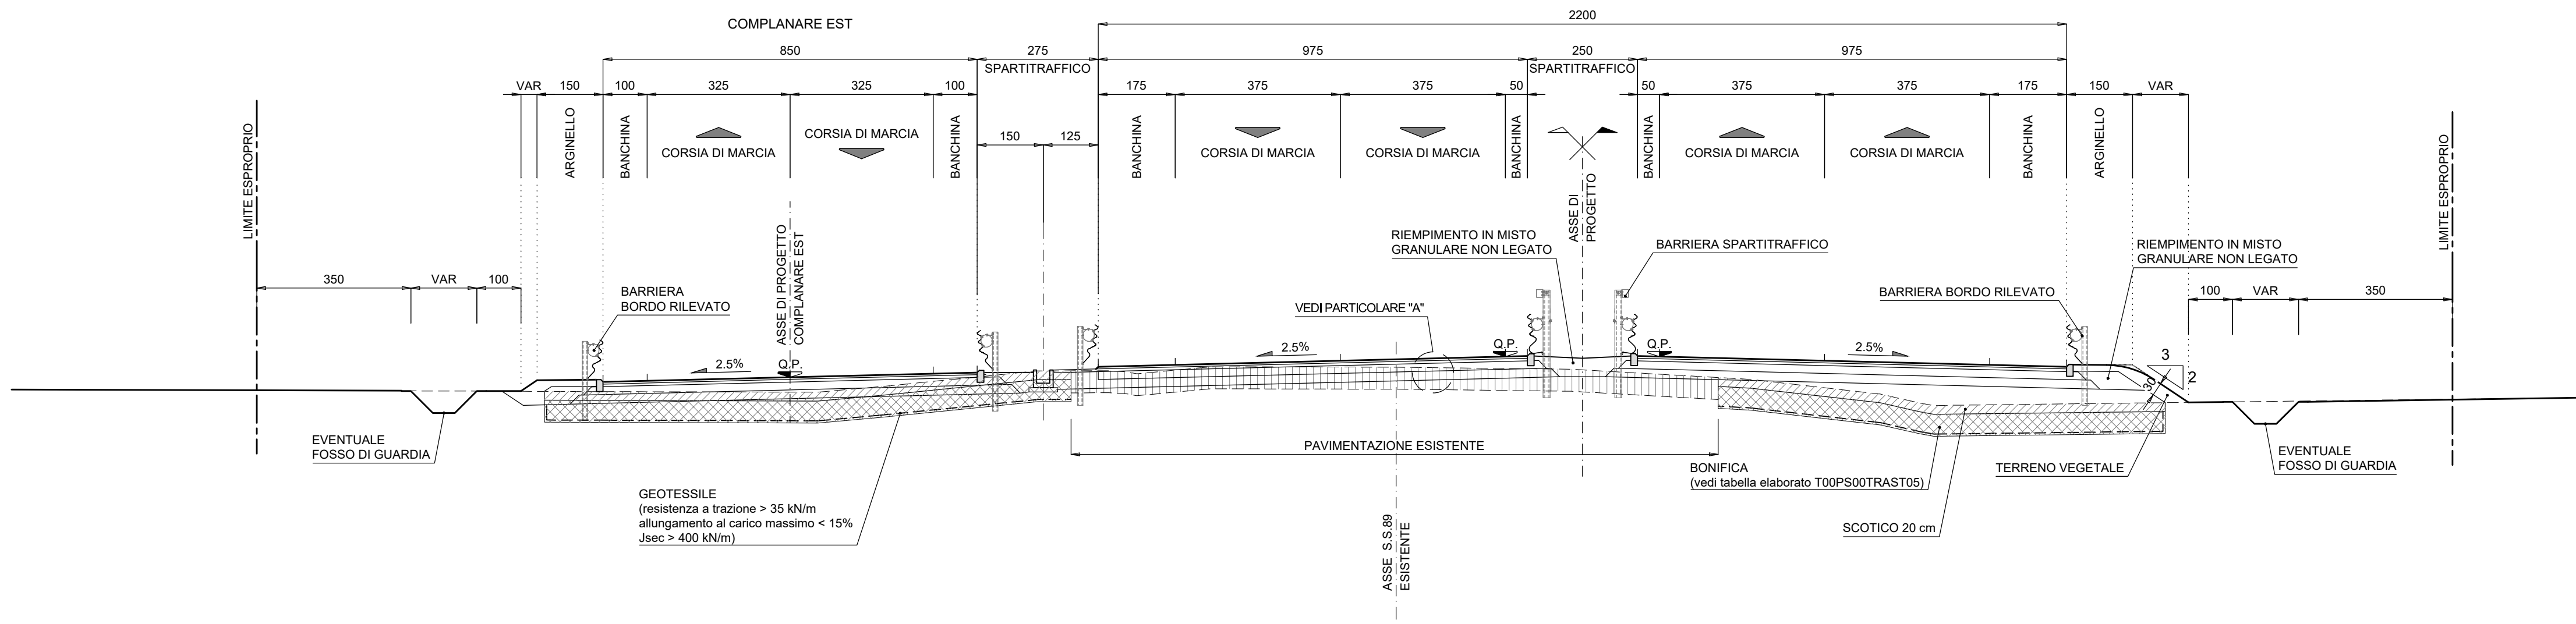 COMPLANARE EST
2200
850
275
975
250
975
SPARTITRAFFICO
SPARTITRAFFICO
VAR
150
100
325
325
100
175
375
375
50
50
375
375
175
150
VAR
LIMITE ESPROPRIO
ARGINELLO
BANCHINA
CORSIA DI MARCIA
CORSIA DI MARCIA
BANCHINA
150
125
BANCHINA
CORSIA DI MARCIA
CORSIA DI MARCIA
BANCHINA
BANCHINA
CORSIA DI MARCIA
CORSIA DI MARCIA
BANCHINA
ARGINELLO
LIMITE ESPROPRIO
ASSE DI PROGETTO
COMPLANARE EST
ASSE DI
PROGETTO
RIEMPIMENTO IN MISTO
GRANULARE NON LEGATO
BARRIERA SPARTITRAFFICO
RIEMPIMENTO IN MISTO
GRANULARE NON LEGATO
350
VAR
100
BARRIERA
BORDO RILEVATO
VEDI PARTICOLARE "A"
BARRIERA BORDO RILEVATO
100
VAR
350
2.5%
Q.P.
2.5%
Q.P.
Q.P.
2.5%
3
2
30
EVENTUALE
FOSSO DI GUARDIA
PAVIMENTAZIONE ESISTENTE
BONIFICA
(vedi tabella elaborato T00PS00TRAST05)
TERRENO VEGETALE
EVENTUALE
FOSSO DI GUARDIA
GEOTESSILE
(resistenza a trazione > 35 kN/m
allungamento al carico massimo < 15%
Jsec > 400 kN/m)
SCOTICO 20 cm
ASSE S.S.89
ESISTENTE